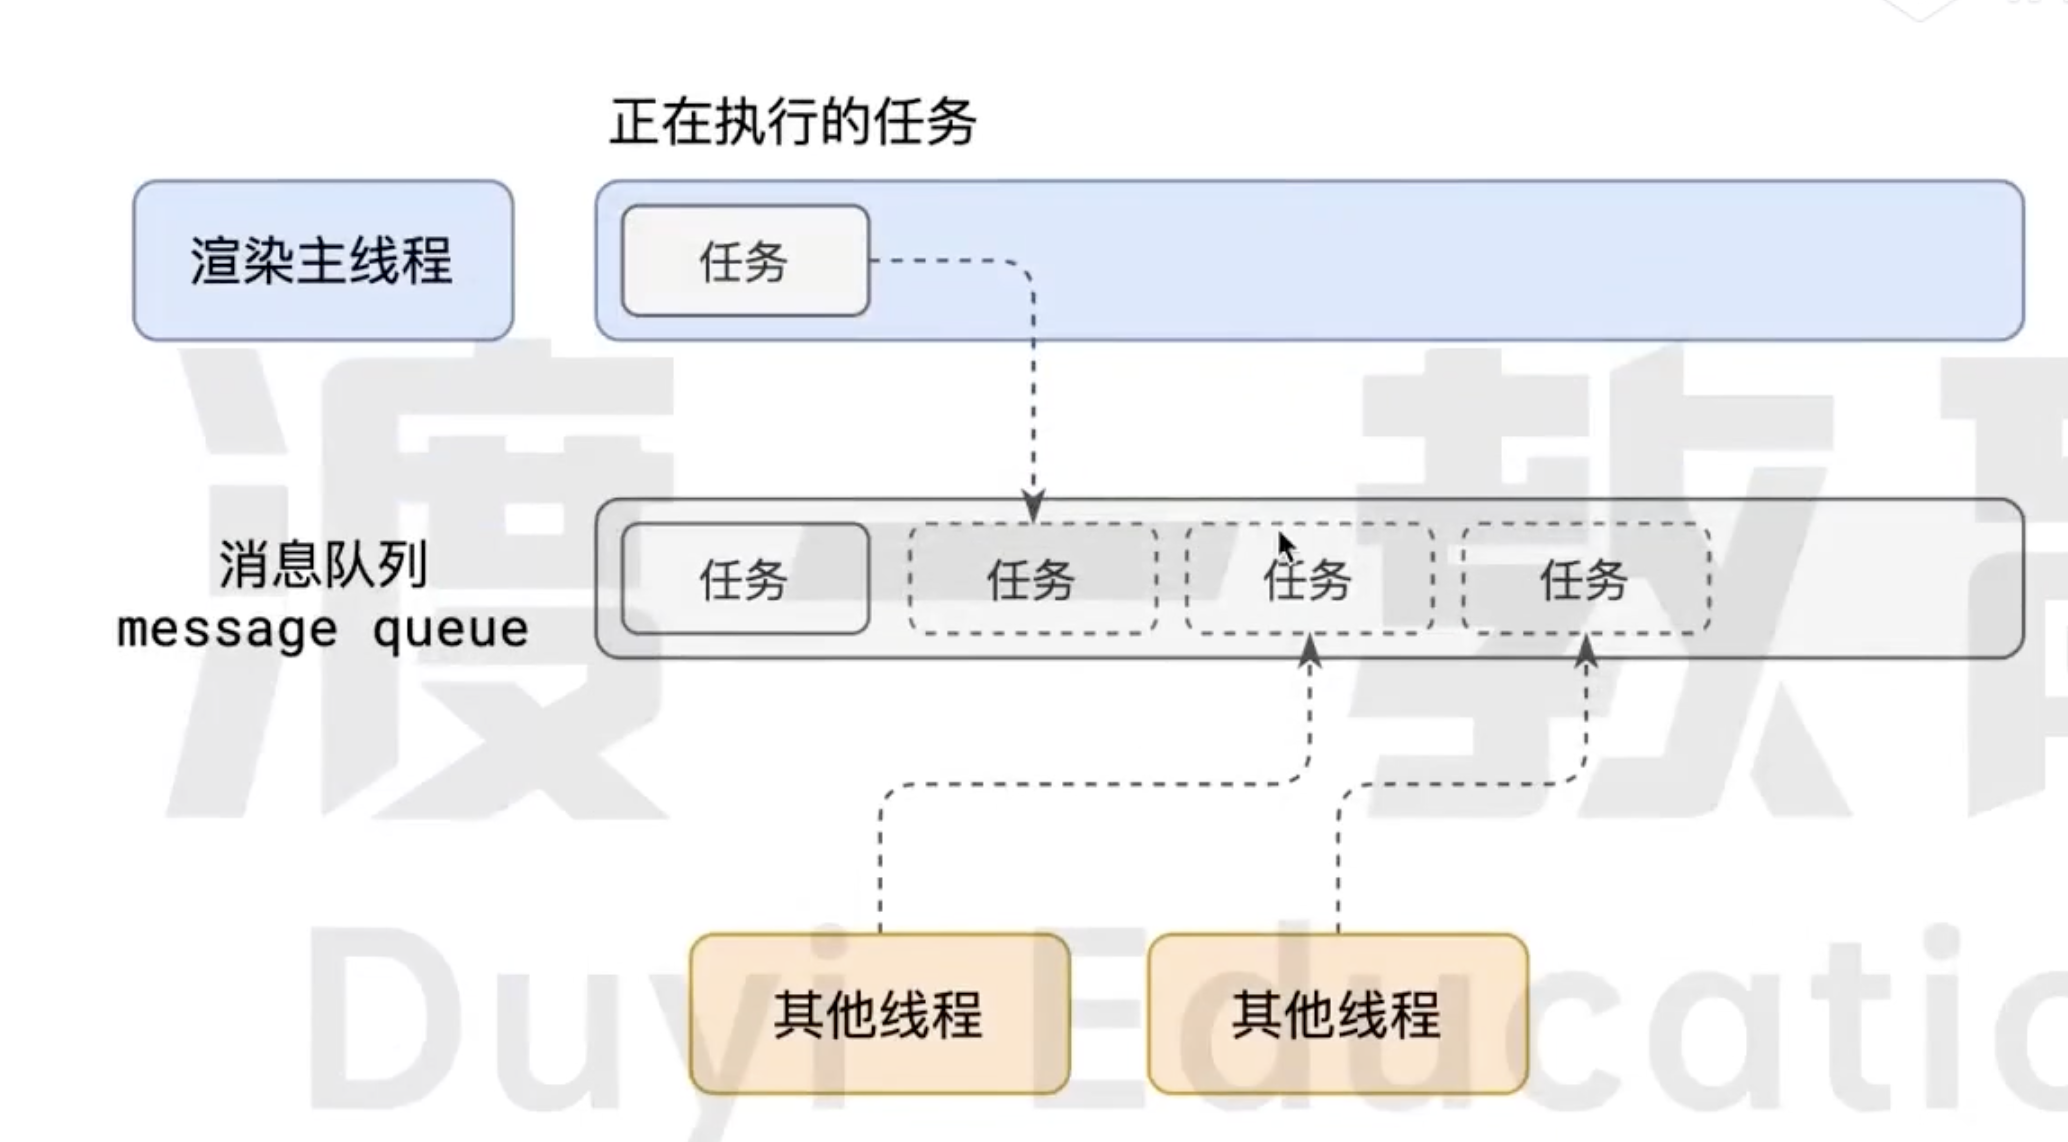 正在执行的任务
渲染主线程
任务
消息队列
message queue
任务
任务
任务
任务
其他线程
其他线程
渡一教
Duyi Educatio